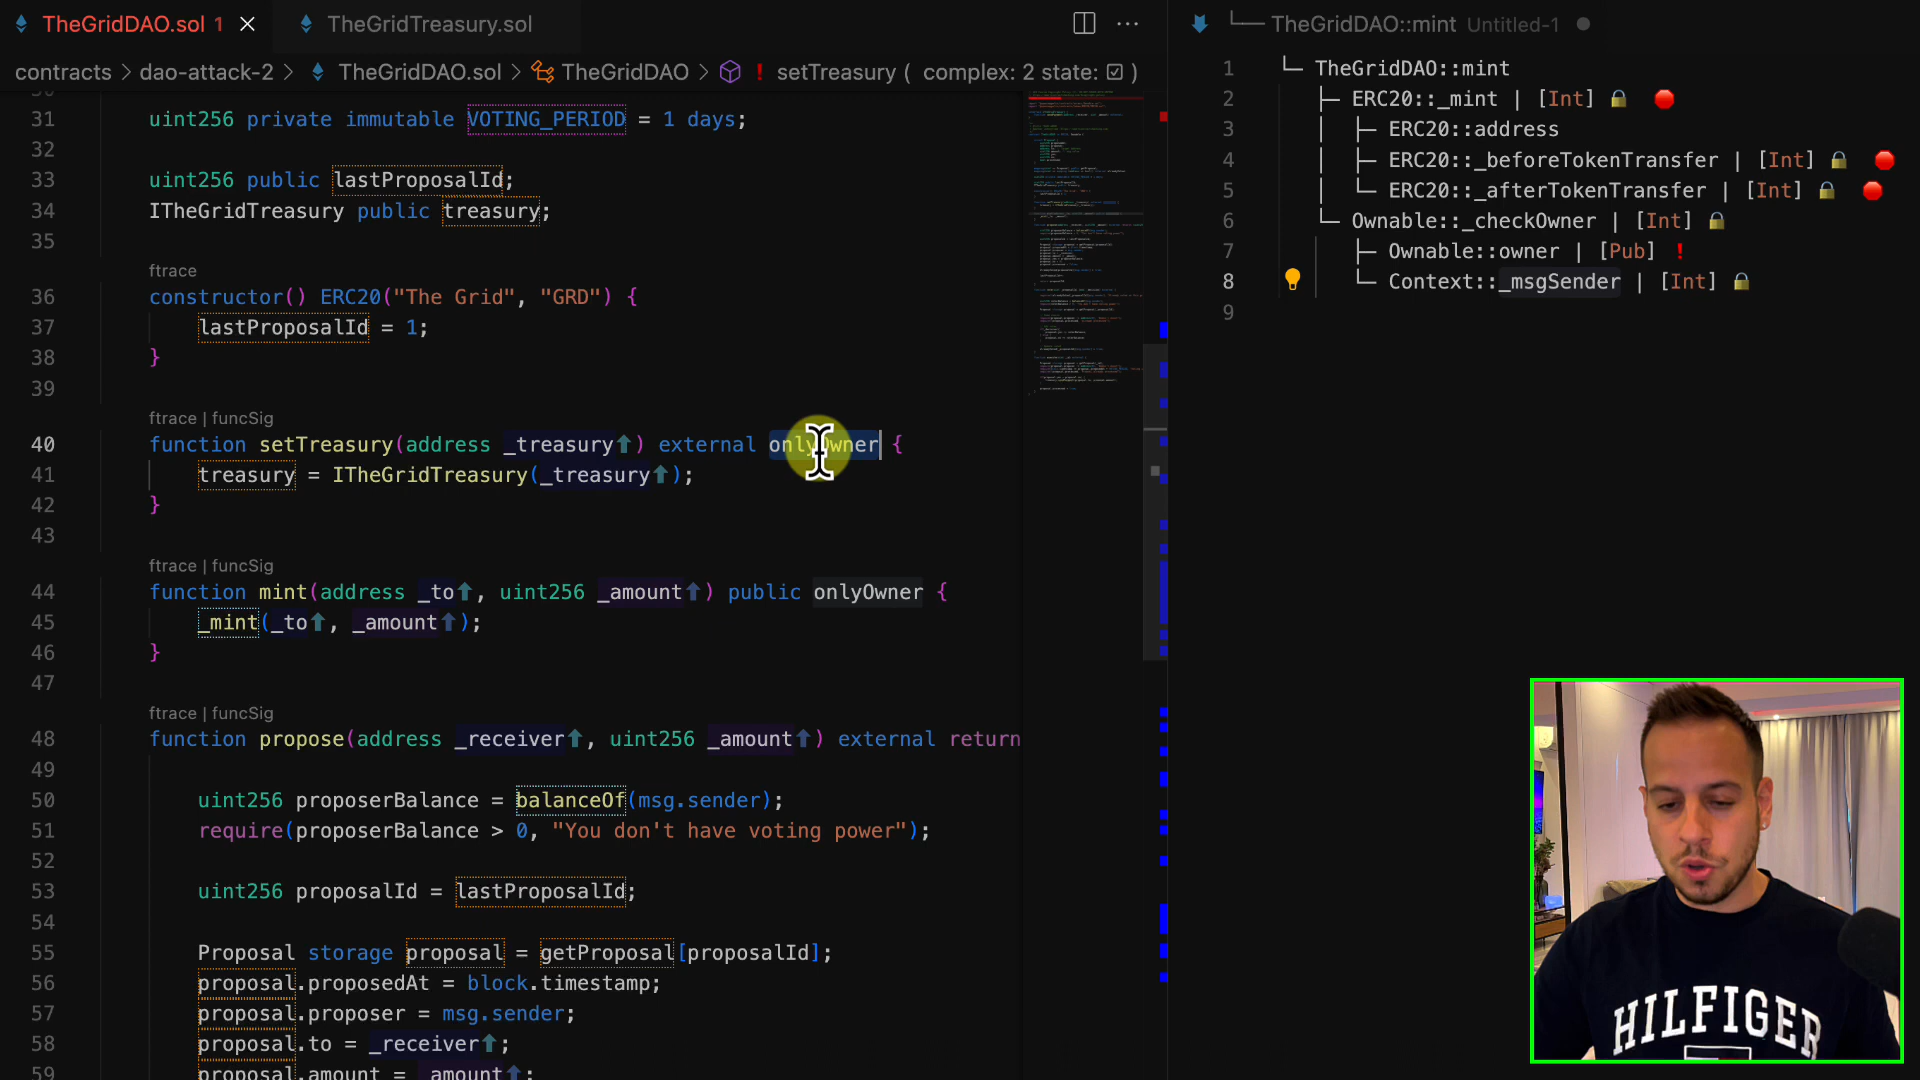 TheGridDAO.sol 1
TheGridTreasury.sol
TheGridDAO::mint Untitled-1
contracts > dao-attack-2 > TheGridDAO.sol > TheGridDAO > ! setTreasury ( complex: 2 state: ☑ )
31 uint256 private immutable VOTING_PERIOD = 1 days;
32
33 uint256 public lastProposalId;
34 ITheGridTreasury public treasury;
35
ftrace
36 constructor() ERC20("The Grid", "GRD") {
37 lastProposalId = 1;
38 }
39
ftrace | funcSig
40 function setTreasury(address _treasury⬆) external onlyOwner {
41 treasury = ITheGridTreasury(_treasury⬆);
42 }
43
ftrace | funcSig
44 function mint(address _to⬆, uint256 _amount⬆) public onlyOwner {
45 _mint(_to⬆, _amount⬆);
46 }
47
ftrace | funcSig
48 function propose(address _receiver⬆, uint256 _amount⬆) external return
49
50 uint256 proposerBalance = balanceOf(msg.sender);
51 require(proposerBalance > 0, "You don't have voting power");
52
53 uint256 proposalId = lastProposalId;
54
55 Proposal storage proposal = getProposal[proposalId];
56 proposal.proposedAt = block.timestamp;
57 proposal.proposer = msg.sender;
58 proposal.to = _receiver⬆;
59 proposal.amount = _amount⬆;
1 └─ TheGridDAO::mint
2 ├─ ERC20::_mint | [Int] 🔒 🛑
3 │ ├─ ERC20::address
4 │ ├─ ERC20::_beforeTokenTransfer | [Int] 🔒 🛑
5 │ └─ ERC20::_afterTokenTransfer | [Int] 🔒 🛑
6 └─ Ownable::_checkOwner | [Int] 🔒
7 ├─ Ownable::owner | [Pub] ❗
8 └─ Context::_msgSender | [Int] 🔒
9
HILFIGER